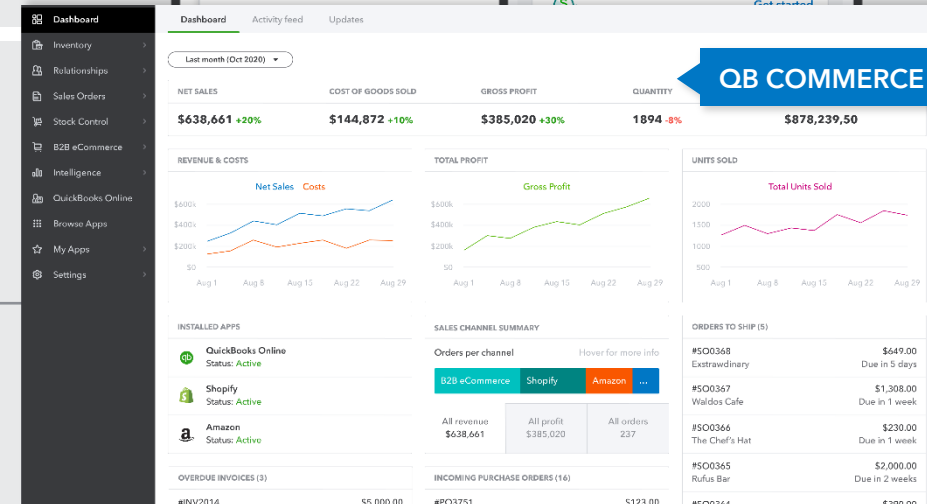 Get started
Dashboard
Inventory
Relationships
Sales Orders
Stock Control
B2B eCommerce
Intelligence
QuickBooks Online
Browse Apps
My Apps
Settings
Dashboard Activity feed Updates
Last month (Oct 2020)
QB COMMERCE
NET SALES COST OF GOODS SOLD GROSS PROFIT QUANTITY
$638,661 +20% $144,872 +10% $385,020 +30% 1894 -8% $878,239,50
REVENUE & COSTS
Net Sales Costs
$600k
$400k
$200k
$0
Aug 1 Aug 8 Aug 15 Aug 22 Aug 29
TOTAL PROFIT
Gross Profit
$600k
$400k
$200k
$0
Aug 1 Aug 8 Aug 15 Aug 22 Aug 29
UNITS SOLD
Total Units Sold
2000
1500
1000
500
Aug 1 Aug 8 Aug 15 Aug 22 Aug 29
INSTALLED APPS
QuickBooks Online
Status: Active
Shopify
Status: Active
Amazon
Status: Active
SALES CHANNEL SUMMARY
Orders per channel Hover for more info
B2B eCommerce Shopify Amazon ...
All revenue All profit All orders
$638,661 $385,020 237
ORDERS TO SHIP (5)
#SO0368 $649.00
Exstrawdinary Due in 5 days
#SO0367 $1,308.00
Waldos Cafe Due in 1 week
#SO0366 $230.00
The Chef's Hat Due in 1 week
#SO0365 $2,000.00
Rufus Bar Due in 2 weeks
OVERDUE INVOICES (3)
#INV2014 $5,000.00
INCOMING PURCHASE ORDERS (16)
#PO3751 $123.00